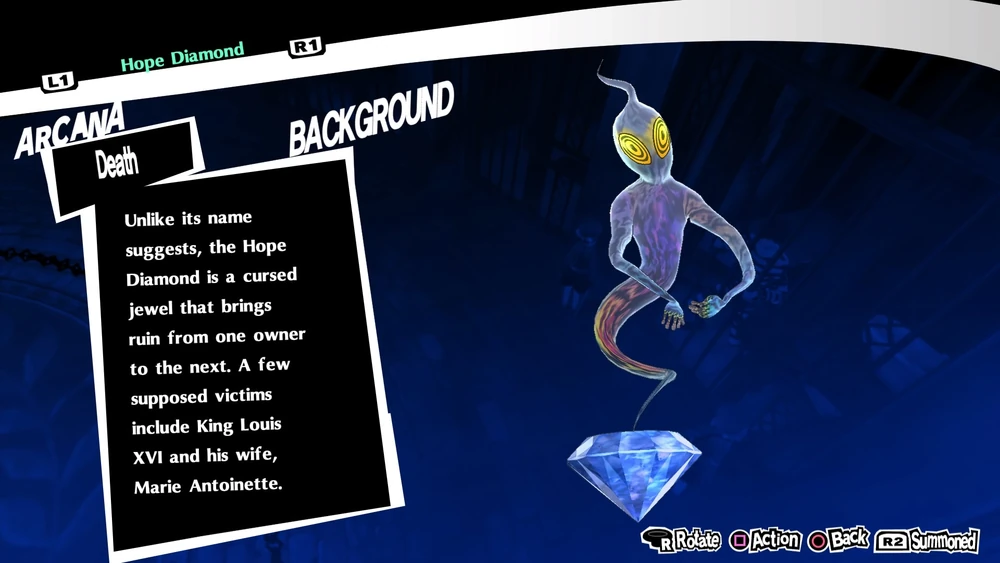 L1
Hope Diamond
R1
ARCANA
BACKGROUND
Death
Unlike its name
suggests, the Hope
Diamond is a cursed
jewel that brings
ruin from one owner
to the next. A few
supposed victims
include King Louis
XVI and his wife,
Marie Antoinette.
R Rotate Action Back R2 Summoned